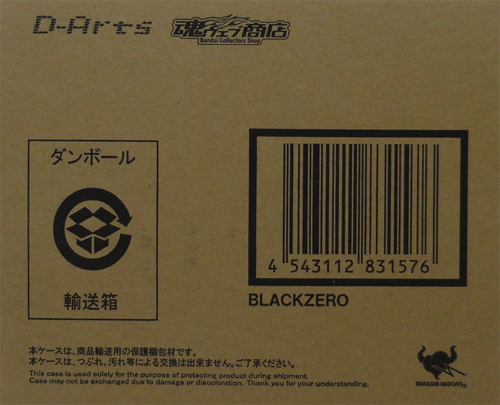 D-Arts
魂ウェブ商店
Bandai Collectors Shop
ダンボール
輸送箱
4 543112 831576
BLACKZERO
本ケースは、商品輸送用の保護梱包材です。
本ケースは、つぶれ、汚れ等による交換は出来ません。ご了承ください。
This case is used solely for the purpose of protecting product during shipment.
Case may not be exchanged due to damage or discoloration. Thank you for your understanding.
TAMASHII NATIONS